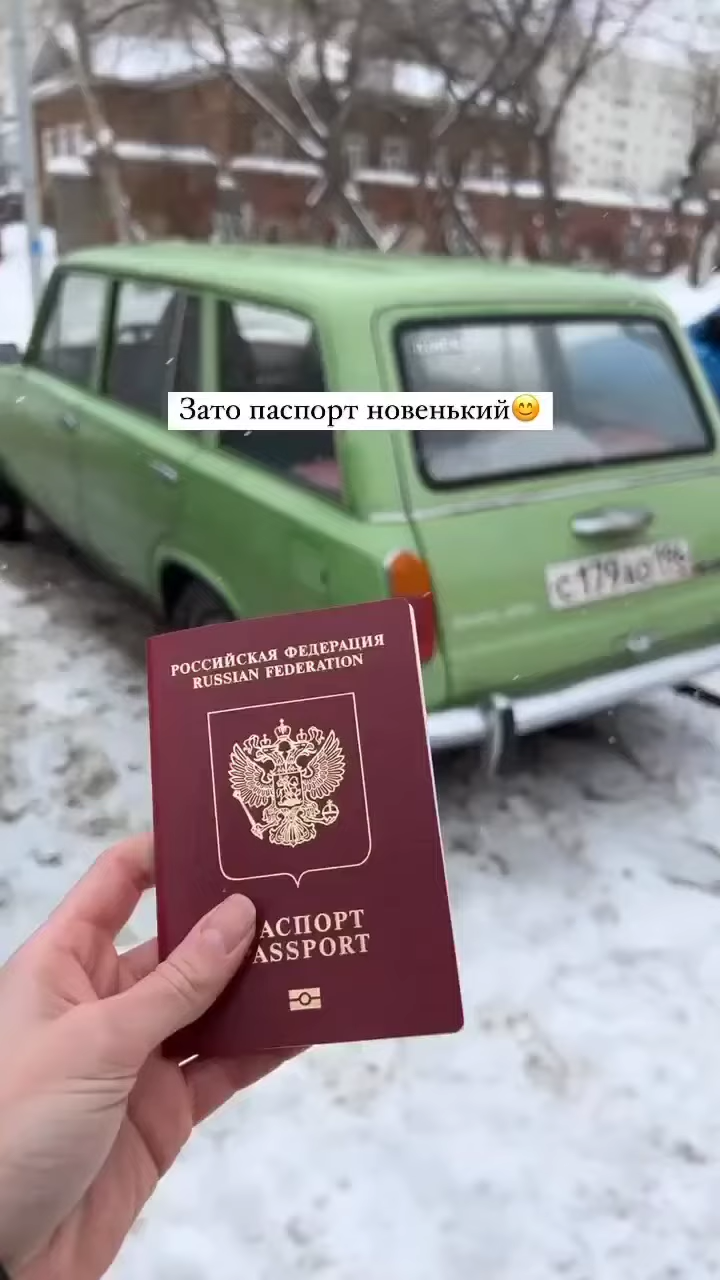 Зато паспорт новенький😊
С179АО196
РОССИЙСКАЯ ФЕДЕРАЦИЯ
RUSSIAN FEDERATION
АСПОРТ
ASSPORT